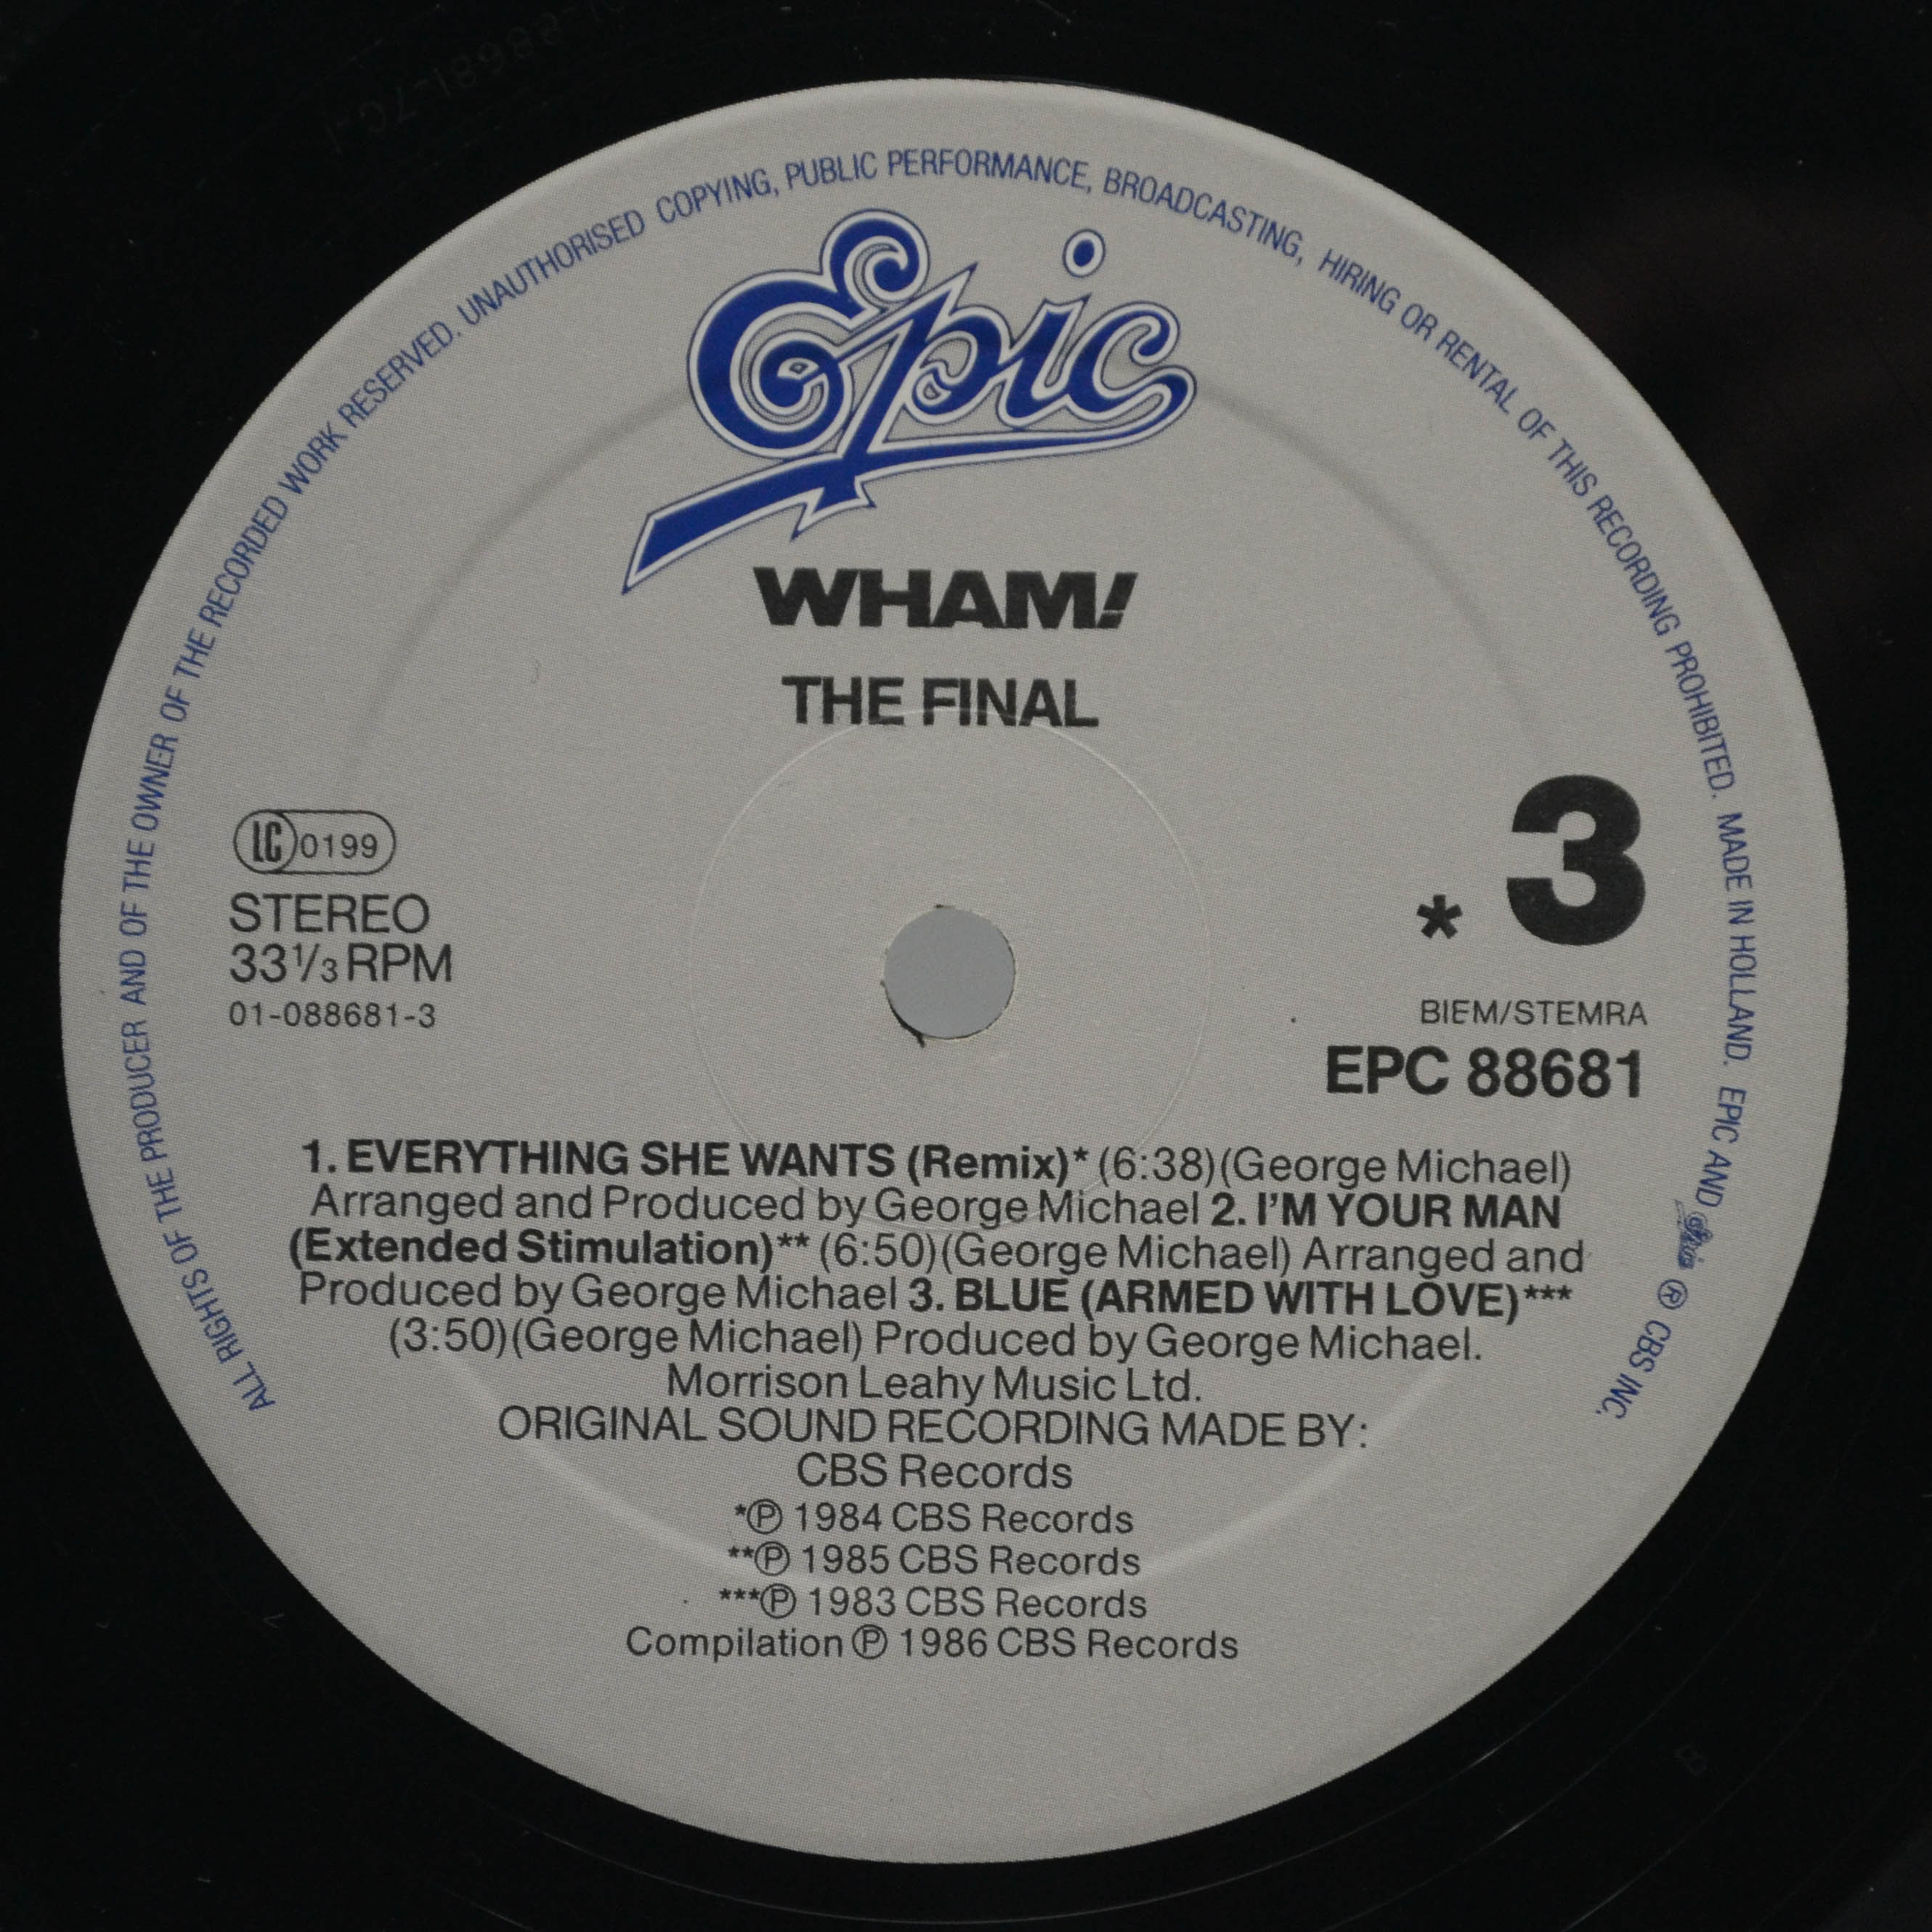 ALL RIGHTS OF THE PRODUCER AND OF THE OWNER OF THE RECORDED WORK RESERVED. UNAUTHORISED COPYING, PUBLIC PERFORMANCE, BROADCASTING, HIRING OR RENTAL OF THIS RECORDING PROHIBITED. MADE IN HOLLAND. EPIC AND Epic ® CBS INC.
Epic
WHAM!
THE FINAL
LC 0199
STEREO
33⅓ RPM
01-088681-3
* 3
BIEM/STEMRA
EPC 88681
1. EVERYTHING SHE WANTS (Remix)* (6:38)(George Michael)
Arranged and Produced by George Michael 2. I'M YOUR MAN
(Extended Stimulation)** (6:50)(George Michael) Arranged and
Produced by George Michael 3. BLUE (ARMED WITH LOVE)***
(3:50)(George Michael) Produced by George Michael.
Morrison Leahy Music Ltd.
ORIGINAL SOUND RECORDING MADE BY:
CBS Records
*℗ 1984 CBS Records
**℗ 1985 CBS Records
***℗ 1983 CBS Records
Compilation ℗ 1986 CBS Records